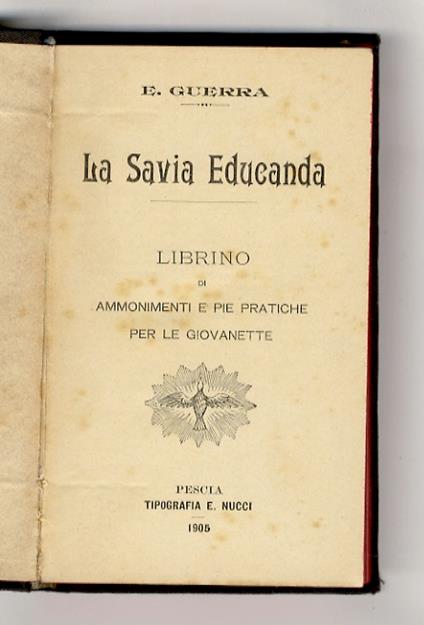 E. GUERRA
La Savia Educanda
LIBRINO
DI
AMMONIMENTI E PIE PRATICHE
PER LE GIOVANETTE
PESCIA
TIPOGRAFIA E. NUCCI
1905